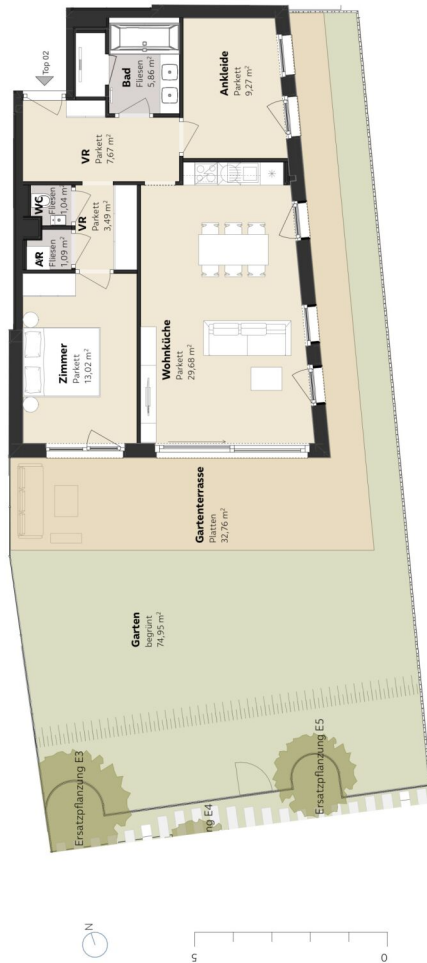 Top 02
Bad
Fliesen
5,86 m²
Ankleide
Parkett
9,27 m²
VR
Parkett
7,67 m²
WC
Fliesen
1,04 m²
VR
Parkett
3,49 m²
AR
Fliesen
1,09 m²
Zimmer
Parkett
13,02 m²
Wohnküche
Parkett
29,68 m²
Gartenterrasse
Platten
32,76 m²
Garten
begrünt
74,95 m²
Ersatzpflanzung E3
ng E4
Ersatzpflanzung E5
N
5
0